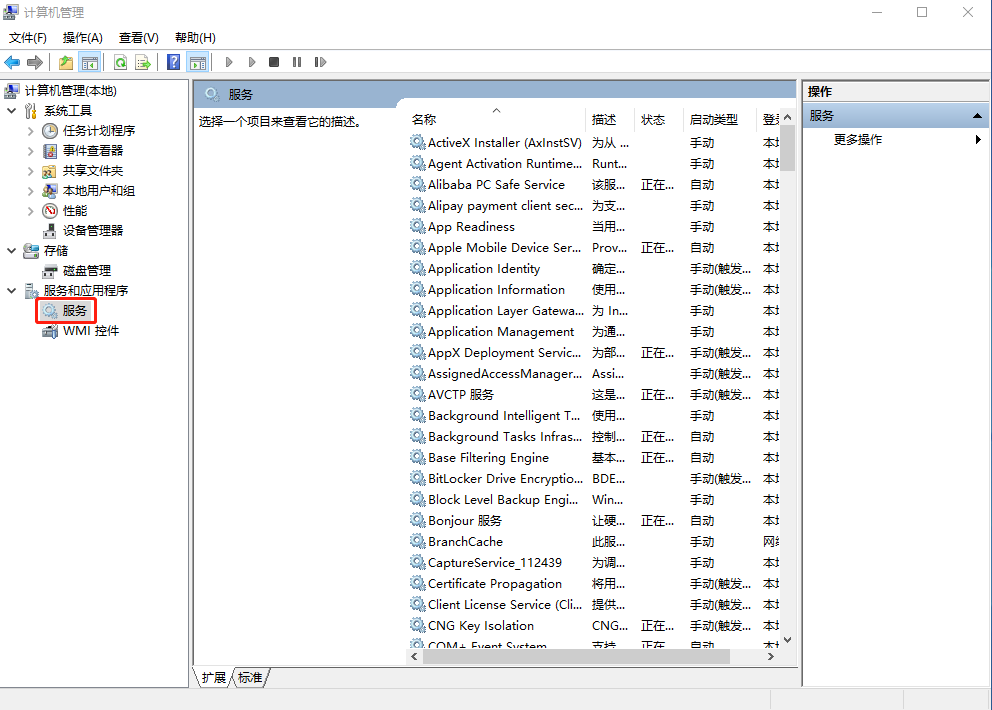 计算机管理
文件(F) 操作(A) 查看(V) 帮助(H)
计算机管理(本地)
系统工具
任务计划程序
事件查看器
共享文件夹
本地用户和组
性能
设备管理器
存储
磁盘管理
服务和应用程序
服务
WMI 控件
服务
选择一个项目来查看它的描述。
名称 描述 状态 启动类型 登录
ActiveX Installer (AxInstSV) 为从 ... 手动 本地
Agent Activation Runtime... Runt... 手动 本地
Alibaba PC Safe Service 该服... 正在... 自动 本地
Alipay payment client sec... 为支... 手动 本地
App Readiness 当用... 手动 本地
Apple Mobile Device Ser... Prov... 正在... 自动 本地
Application Identity 确定... 手动(触发... 本地
Application Information 使用... 手动(触发... 本地
Application Layer Gatewa... 为 In... 手动 本地
Application Management 为通... 手动 本地
AppX Deployment Servic... 为部... 正在... 手动(触发... 本地
AssignedAccessManager... Assi... 手动(触发... 本地
AVCTP 服务 这是... 正在... 手动(触发... 本地
Background Intelligent T... 使用... 手动 本地
Background Tasks Infras... 控制... 正在... 自动 本地
Base Filtering Engine 基本... 正在... 自动 本地
BitLocker Drive Encryptio... BDE... 手动(触发... 本地
Block Level Backup Engi... Win... 手动 本地
Bonjour 服务 让硬... 正在... 自动 本地
BranchCache 此服... 手动 网络
CaptureService_112439 为调... 手动 本地
Certificate Propagation 将用... 手动(触发... 本地
Client License Service (Cli... 提供... 手动(触发... 本地
CNG Key Isolation CNG... 正在... 手动(触发... 本地
COM+ Event System 支持... 正在... 自动 本地
扩展 标准
操作
服务
更多操作